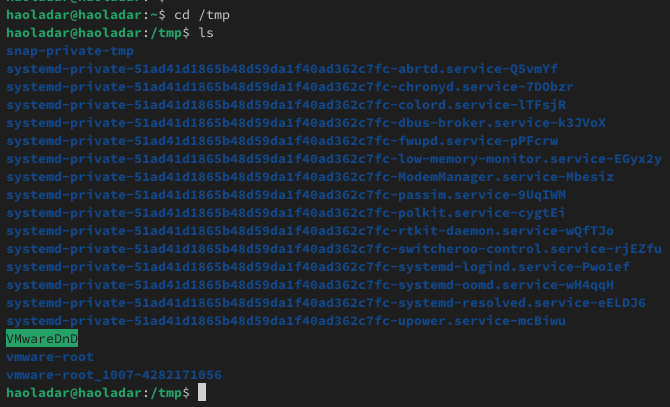 haoladar@haoladar:~$ cd /tmp
haoladar@haoladar:/tmp$ ls
snap-private-tmp
systemd-private-51ad41d1865b48d59da1f40ad362c7fc-abrtd.service-Q5vmYf
systemd-private-51ad41d1865b48d59da1f40ad362c7fc-chronyd.service-7DObzr
systemd-private-51ad41d1865b48d59da1f40ad362c7fc-colord.service-lTFsjR
systemd-private-51ad41d1865b48d59da1f40ad362c7fc-dbus-broker.service-k3JVoX
systemd-private-51ad41d1865b48d59da1f40ad362c7fc-fwupd.service-pPFcrw
systemd-private-51ad41d1865b48d59da1f40ad362c7fc-low-memory-monitor.service-EGyx2y
systemd-private-51ad41d1865b48d59da1f40ad362c7fc-ModemManager.service-Mbesiz
systemd-private-51ad41d1865b48d59da1f40ad362c7fc-passim.service-9UqIWM
systemd-private-51ad41d1865b48d59da1f40ad362c7fc-polkit.service-cygtEi
systemd-private-51ad41d1865b48d59da1f40ad362c7fc-rtkit-daemon.service-wQfTJo
systemd-private-51ad41d1865b48d59da1f40ad362c7fc-switcheroo-control.service-rjEZfu
systemd-private-51ad41d1865b48d59da1f40ad362c7fc-systemd-logind.service-Pwo1ef
systemd-private-51ad41d1865b48d59da1f40ad362c7fc-systemd-oomd.service-wH4qqH
systemd-private-51ad41d1865b48d59da1f40ad362c7fc-systemd-resolved.service-eELDJ6
systemd-private-51ad41d1865b48d59da1f40ad362c7fc-upower.service-mcBiwu
VMwareDnD
vmware-root
vmware-root_1007-4282171056
haoladar@haoladar:/tmp$